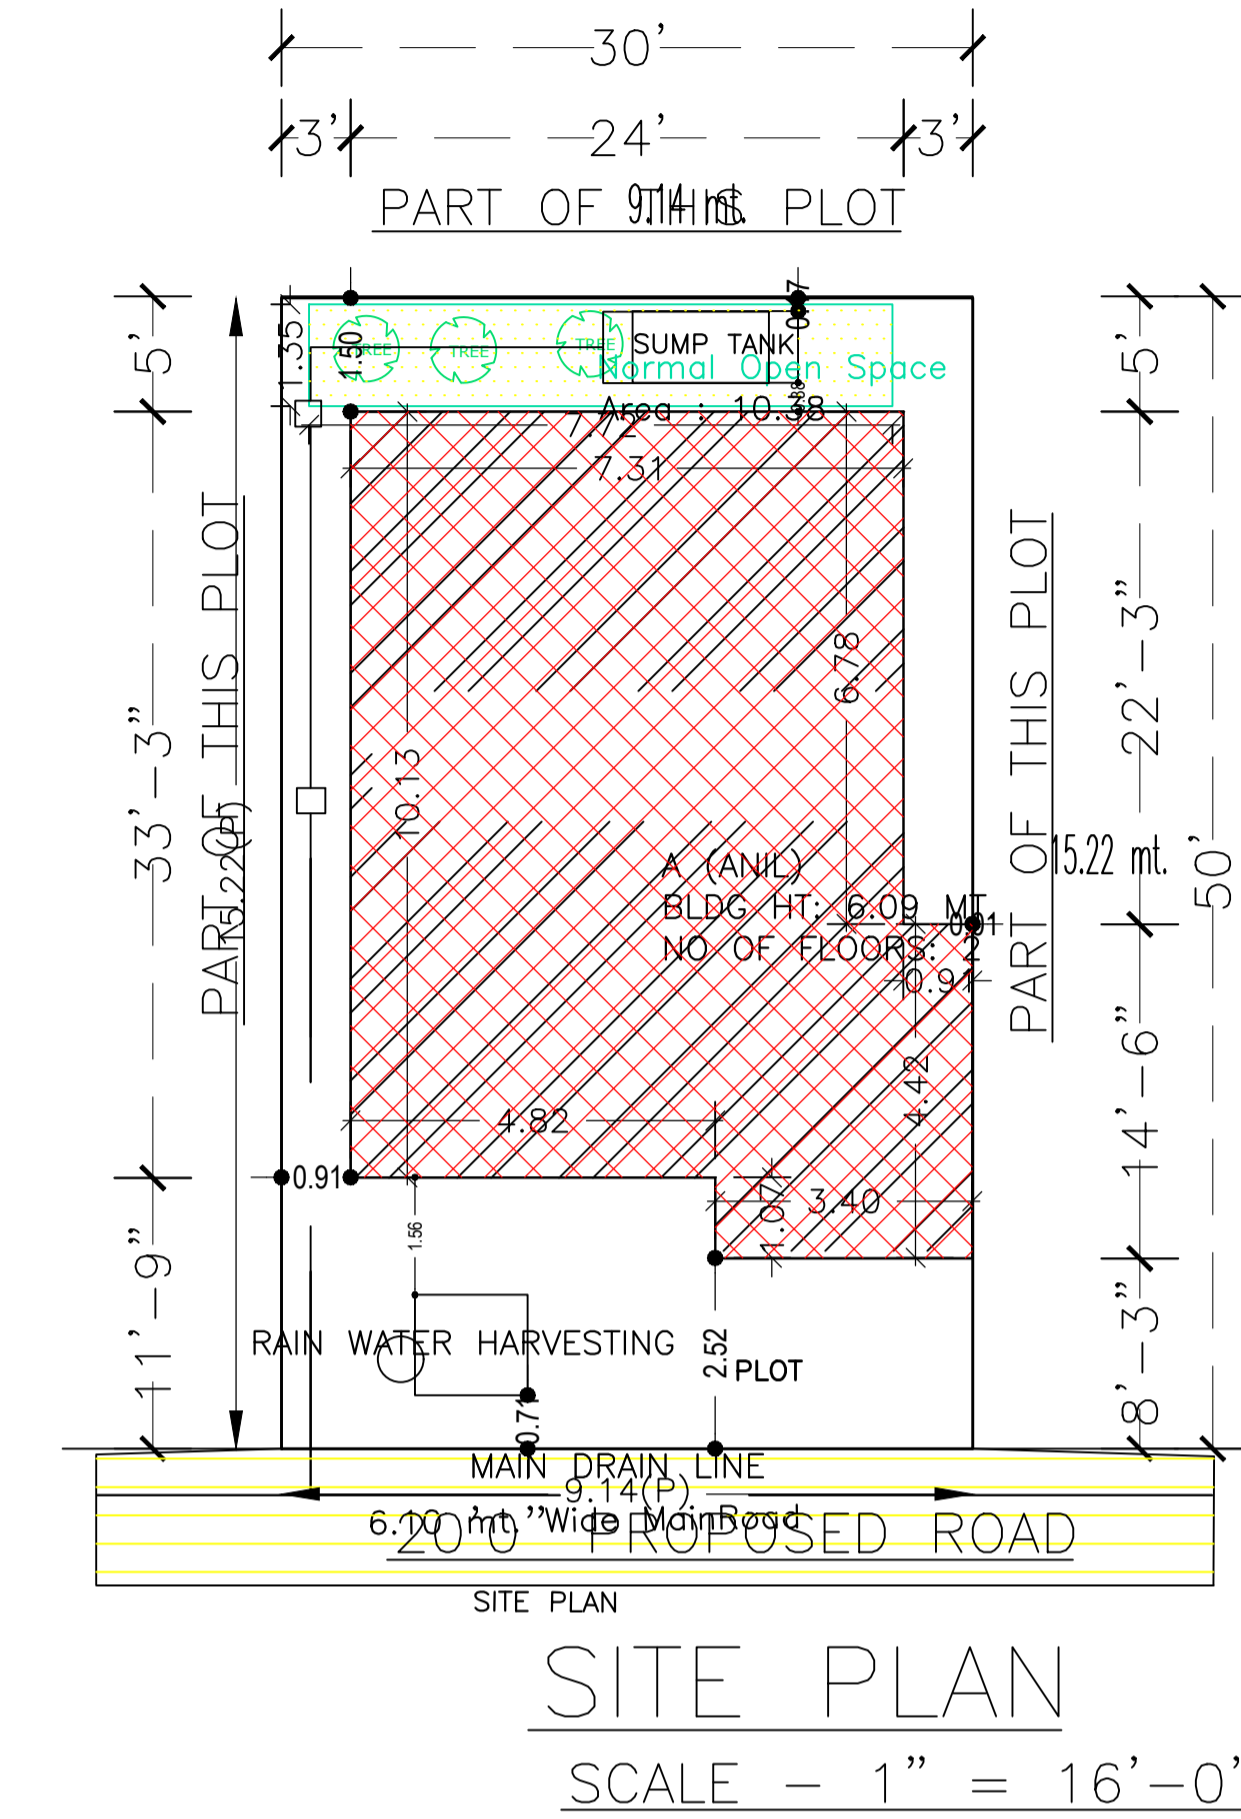 30'
3'
24'
3'
PART OF THIS PLOT
9.14 mt.
5'
33'-3"
11'-9"
PART OF THIS PLOT
15.22(P)
1.35
1.50
TREE
TREE
TREE
SUMP TANK
Normal Open Space
Area : 10.38
7.72
7.31
6.78
10.13
A (ANIL)
BLDG HT: 6.09 MT
NO OF FLOORS: 2
0.91
0.91
4.42
4.82
3.40
1.07
0.91
1.56
RAIN WATER HARVESTING
2.52
PLOT
0.71
PART OF THIS PLOT
15.22 mt.
5'
22'-3"
14'-6"
8'-3"
50'
MAIN DRAIN LINE
9.14(P)
6.10 mt. Wide MainRoad
20'0" PROPOSED ROAD
SITE PLAN
SITE PLAN
SCALE - 1" = 16'-0'